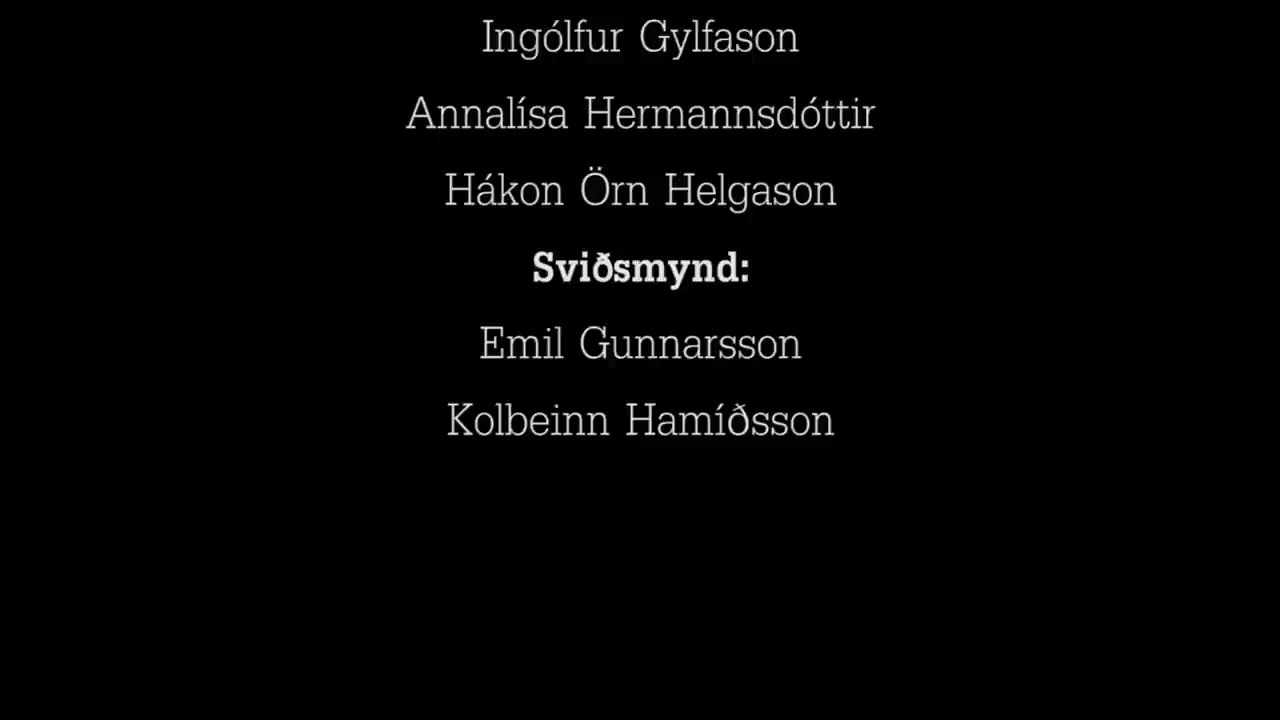 Ingólfur Gylfason
Annalísa Hermannsdóttir
Hákon Örn Helgason
Sviðsmynd:
Emil Gunnarsson
Kolbeinn Hamíðsson